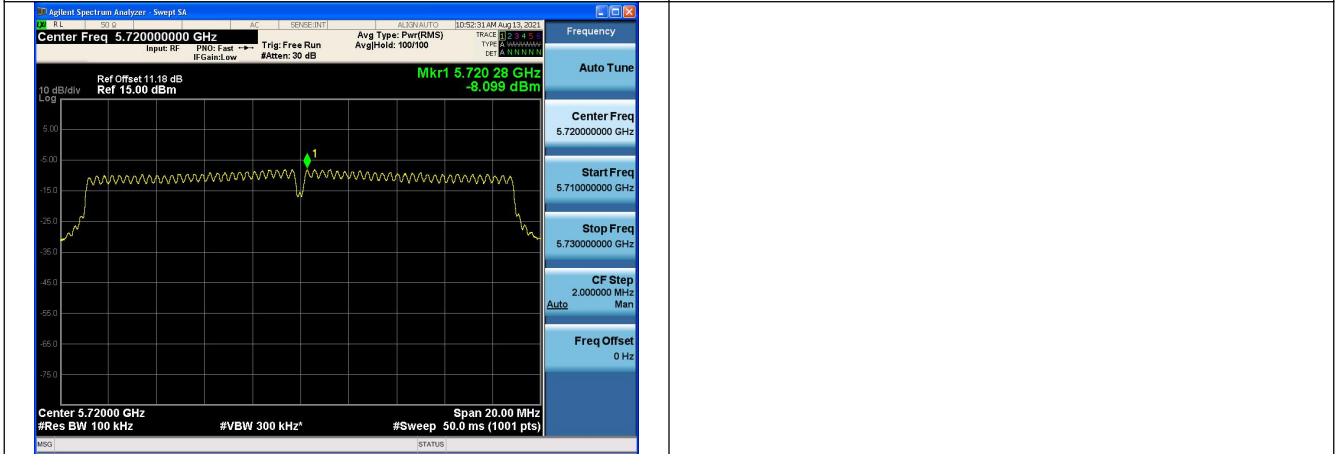 Agilent Spectrum Analyzer - Swept SA
RL 50 Ω AC SENSE:INT ALIGN AUTO 10:52:31 AM Aug 13, 2021
Center Freq 5.720000000 GHz
Input: RF PNO: Fast Trig: Free Run Avg Type: Pwr(RMS) TRACE 1 2 3 4 5 6
IFGain:Low #Atten: 30 dB Avg|Hold: 100/100 TYPE A WWWWW
DET A N N N N N
Frequency
Mkr1 5.720 28 GHz
-8.099 dBm
Ref Offset 11.18 dB
10 dB/div Ref 15.00 dBm
Log
5.00
-5.00
-15.0
-25.0
-35.0
-45.0
-55.0
-65.0
-75.0
1
Center 5.72000 GHz Span 20.00 MHz
#Res BW 100 kHz #VBW 300 kHz* #Sweep 50.0 ms (1001 pts)
Auto Tune
Center Freq
5.720000000 GHz
Start Freq
5.710000000 GHz
Stop Freq
5.730000000 GHz
CF Step
2.000000 MHz
Auto Man
Freq Offset
0 Hz
MSG STATUS